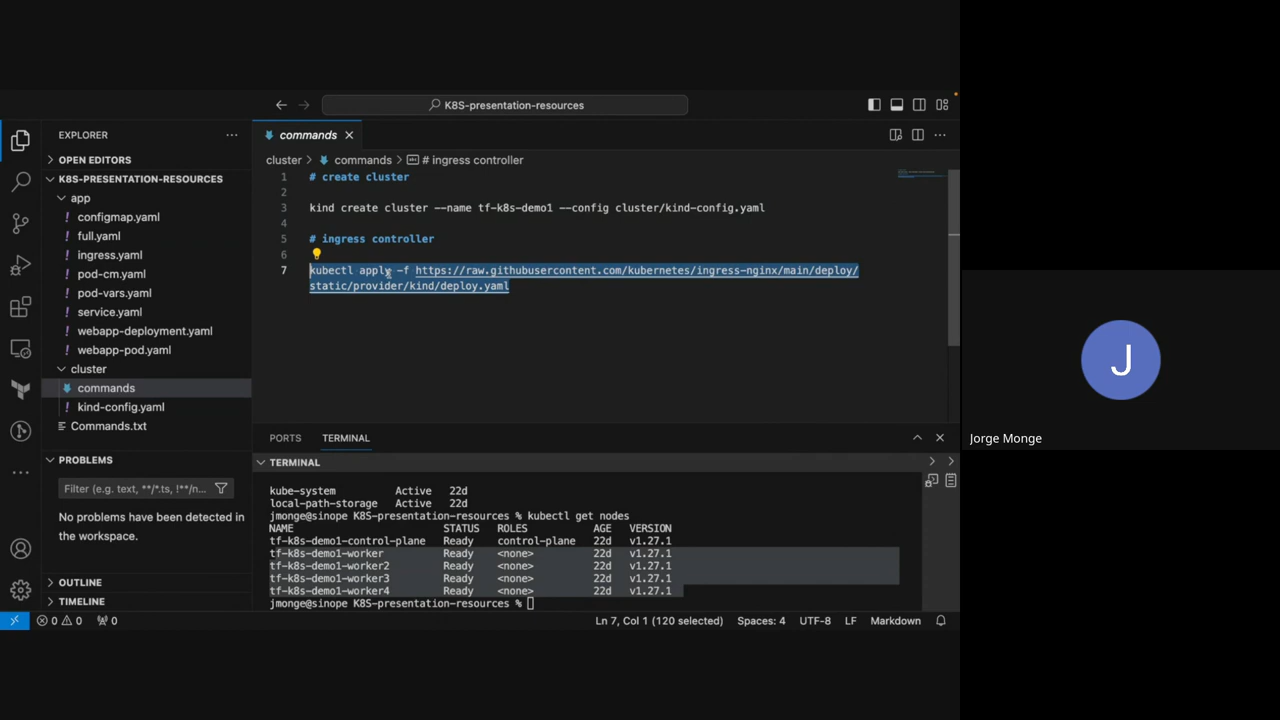 K8S-presentation-resources
EXPLORER
OPEN EDITORS
K8S-PRESENTATION-RESOURCES
app
configmap.yaml
full.yaml
ingress.yaml
pod-cm.yaml
pod-vars.yaml
service.yaml
webapp-deployment.yaml
webapp-pod.yaml
cluster
commands
kind-config.yaml
Commands.txt
PROBLEMS
Filter (e.g. text, **/*.ts, !**/n...
No problems have been detected in
the workspace.
OUTLINE
TIMELINE
commands
cluster > commands > # ingress controller
1 # create cluster
2
3 kind create cluster --name tf-k8s-demo1 --config cluster/kind-config.yaml
4
5 # ingress controller
6
7 kubectl apply -f https://raw.githubusercontent.com/kubernetes/ingress-nginx/main/deploy/
static/provider/kind/deploy.yaml
PORTS TERMINAL
TERMINAL
kube-system Active 22d
local-path-storage Active 22d
jmonge@sinope K8S-presentation-resources % kubectl get nodes
NAME STATUS ROLES AGE VERSION
tf-k8s-demo1-control-plane Ready control-plane 22d v1.27.1
tf-k8s-demo1-worker Ready <none> 22d v1.27.1
tf-k8s-demo1-worker2 Ready <none> 22d v1.27.1
tf-k8s-demo1-worker3 Ready <none> 22d v1.27.1
tf-k8s-demo1-worker4 Ready <none> 22d v1.27.1
jmonge@sinope K8S-presentation-resources %
0 0 0 Ln 7, Col 1 (120 selected) Spaces: 4 UTF-8 LF Markdown
J
Jorge Monge